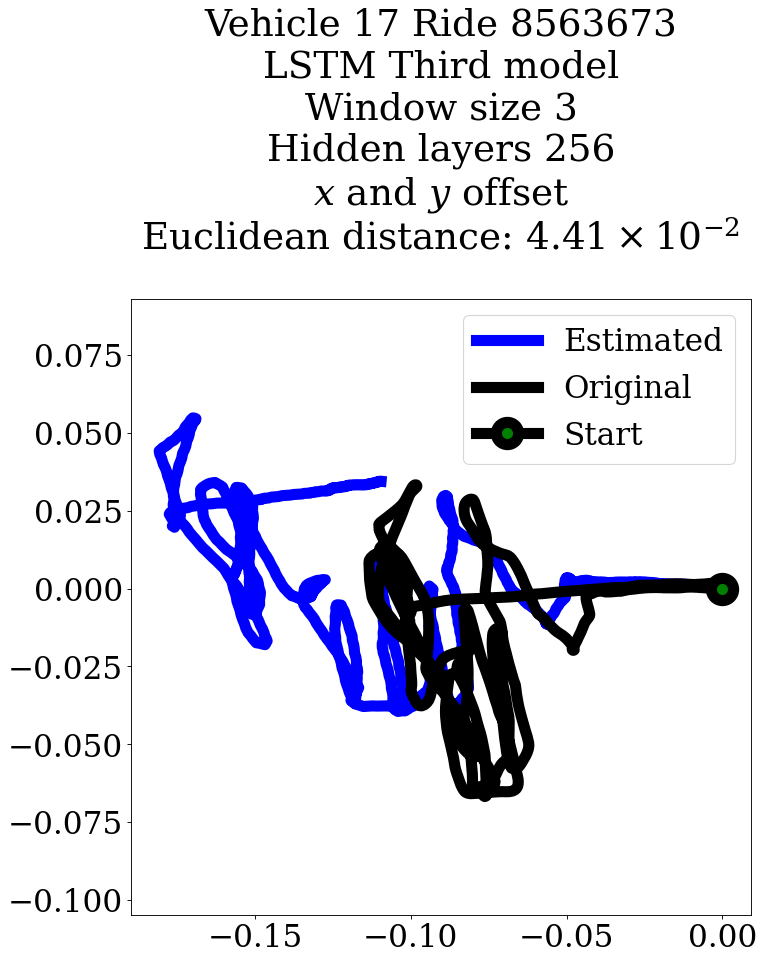 Vehicle 17 Ride 8563673
LSTM Third model
Window size 3
Hidden layers 256
x and y offset
Euclidean distance: 4.41 × 10⁻²
Estimated
Original
Start
0.075
0.050
0.025
0.000
−0.025
−0.050
−0.075
−0.100
−0.15 −0.10 −0.05 0.00